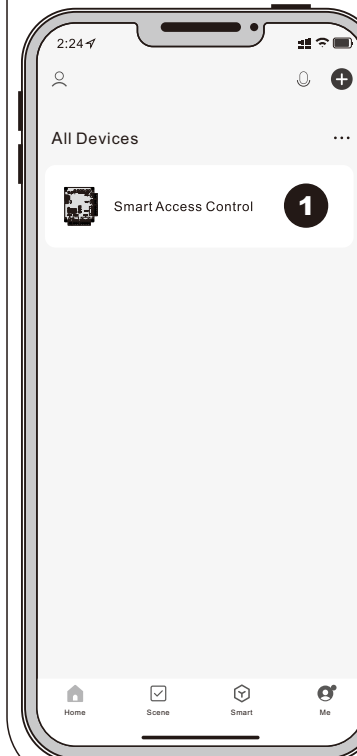 2:24
All Devices
Smart Access Control
1
Home Scene Smart Me